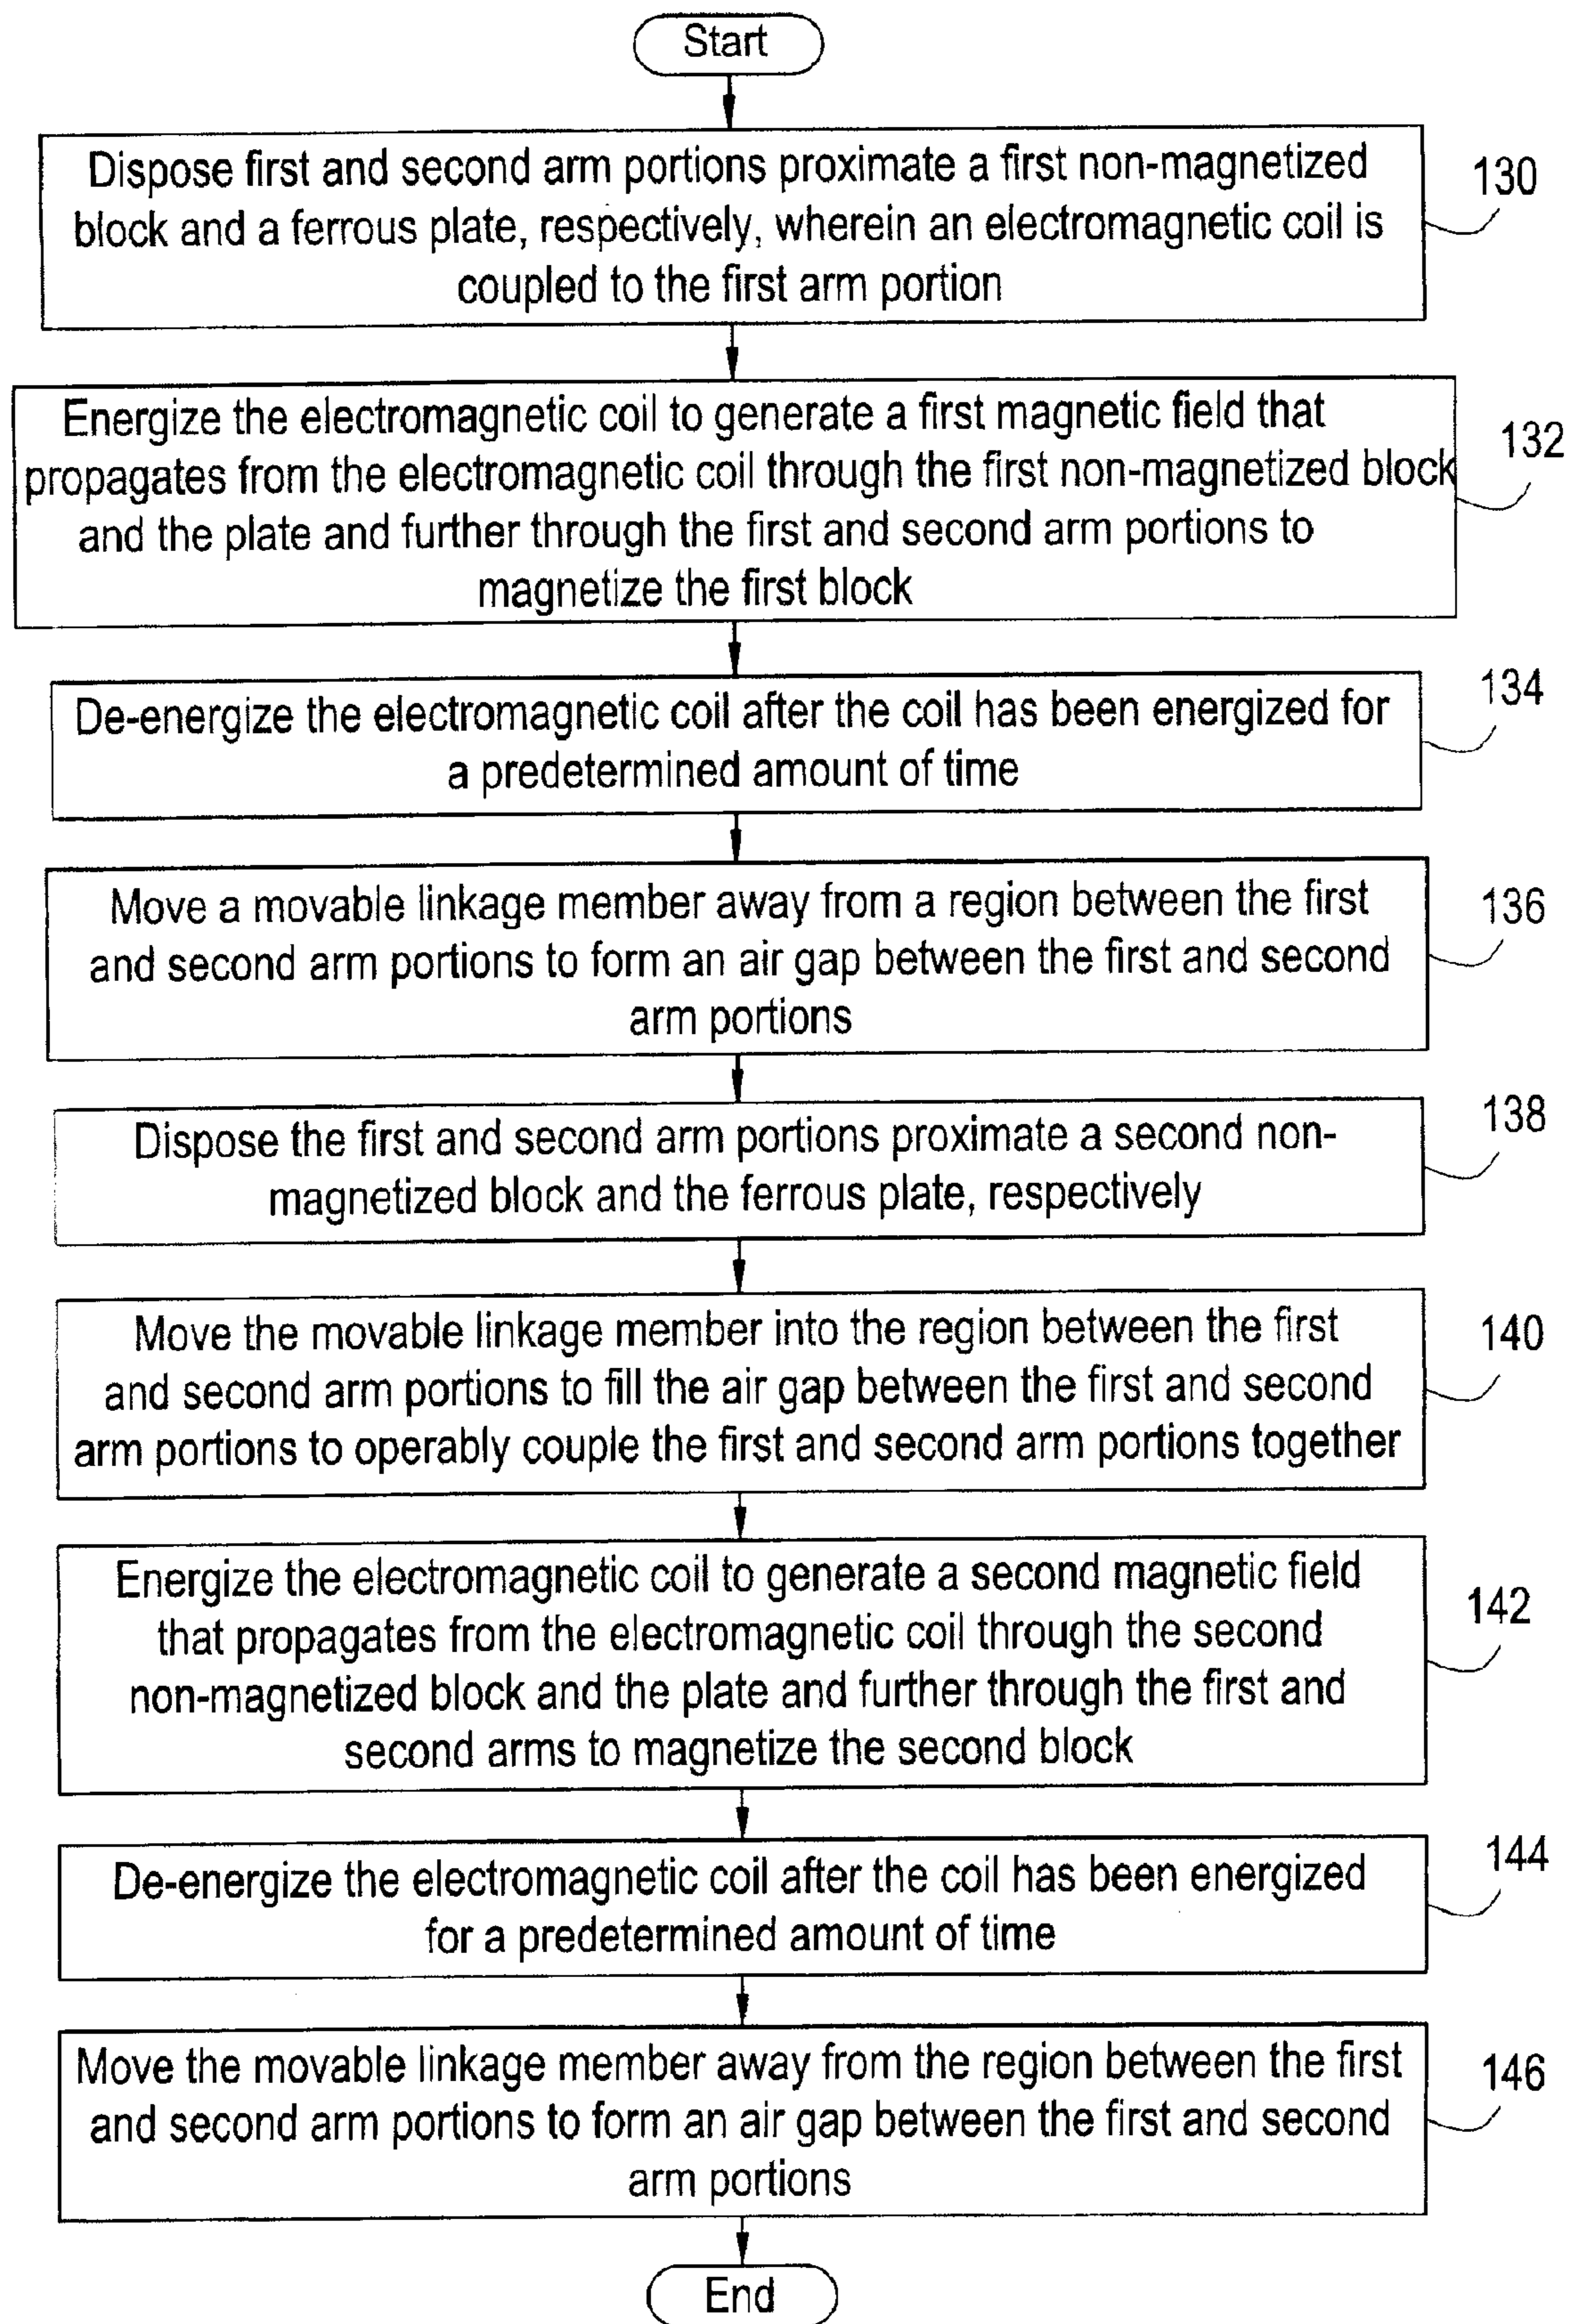 Start
Dispose first and second arm portions proximate a first non-magnetized
block and a ferrous plate, respectively, wherein an electromagnetic coil is
coupled to the first arm portion
130
Energize the electromagnetic coil to generate a first magnetic field that
propagates from the electromagnetic coil through the first non-magnetized block
and the plate and further through the first and second arm portions to
magnetize the first block
132
De-energize the electromagnetic coil after the coil has been energized for
a predetermined amount of time
134
Move a movable linkage member away from a region between the first
and second arm portions to form an air gap between the first and second
arm portions
136
Dispose the first and second arm portions proximate a second non-
magnetized block and the ferrous plate, respectively
138
Move the movable linkage member into the region between the first
and second arm portions to fill the air gap between the first and second
arm portions to operably couple the first and second arm portions together
140
Energize the electromagnetic coil to generate a second magnetic field
that propagates from the electromagnetic coil through the second
non-magnetized block and the plate and further through the first and
second arms to magnetize the second block
142
De-energize the electromagnetic coil after the coil has been energized
for a predetermined amount of time
144
Move the movable linkage member away from the region between the first
and second arm portions to form an air gap between the first and second
arm portions
146
End